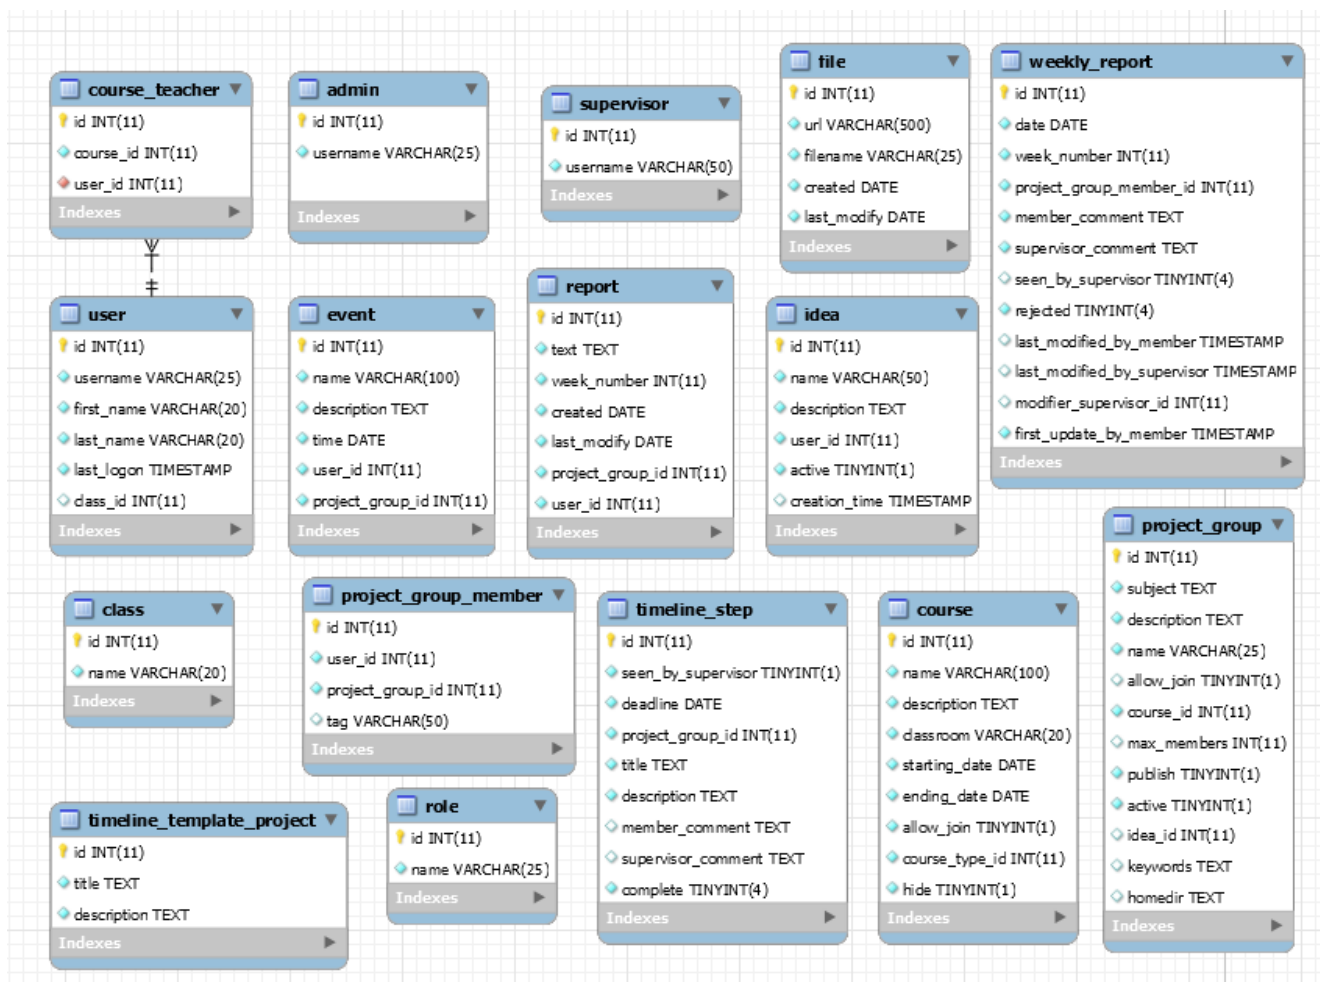 course_teacher
id INT(11)
course_id INT(11)
user_id INT(11)
Indexes
admin
id INT(11)
username VARCHAR(25)
Indexes
supervisor
id INT(11)
username VARCHAR(50)
Indexes
file
id INT(11)
url VARCHAR(500)
filename VARCHAR(25)
created DATE
last_modify DATE
Indexes
weekly_report
id INT(11)
date DATE
week_number INT(11)
project_group_member_id INT(11)
member_comment TEXT
supervisor_comment TEXT
seen_by_supervisor TINYINT(4)
rejected TINYINT(4)
last_modified_by_member TIMESTAMP
last_modified_by_supervisor TIMESTAMP
modifier_supervisor_id INT(11)
first_update_by_member TIMESTAMP
Indexes
user
id INT(11)
username VARCHAR(25)
first_name VARCHAR(20)
last_name VARCHAR(20)
last_logon TIMESTAMP
class_id INT(11)
Indexes
event
id INT(11)
name VARCHAR(100)
description TEXT
time DATE
user_id INT(11)
project_group_id INT(11)
Indexes
report
id INT(11)
text TEXT
week_number INT(11)
created DATE
last_modify DATE
project_group_id INT(11)
user_id INT(11)
Indexes
idea
id INT(11)
name VARCHAR(50)
description TEXT
user_id INT(11)
active TINYINT(1)
creation_time TIMESTAMP
Indexes
project_group
id INT(11)
subject TEXT
description TEXT
name VARCHAR(25)
allow_join TINYINT(1)
course_id INT(11)
max_members INT(11)
publish TINYINT(1)
active TINYINT(1)
idea_id INT(11)
keywords TEXT
homedir TEXT
Indexes
class
id INT(11)
name VARCHAR(20)
Indexes
project_group_member
id INT(11)
user_id INT(11)
project_group_id INT(11)
tag VARCHAR(50)
Indexes
timeline_step
id INT(11)
seen_by_supervisor TINYINT(1)
deadline DATE
project_group_id INT(11)
title TEXT
description TEXT
member_comment TEXT
supervisor_comment TEXT
complete TINYINT(4)
Indexes
course
id INT(11)
name VARCHAR(100)
description TEXT
classroom VARCHAR(20)
starting_date DATE
ending_date DATE
allow_join TINYINT(1)
course_type_id INT(11)
hide TINYINT(1)
Indexes
timeline_template_project
id INT(11)
title TEXT
description TEXT
Indexes
role
id INT(11)
name VARCHAR(25)
Indexes